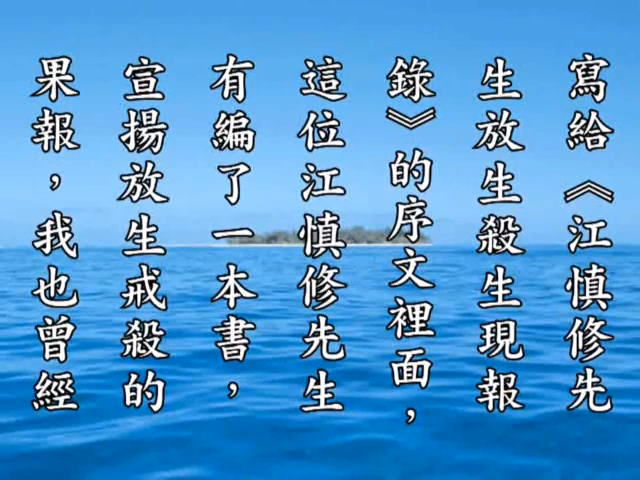 寫給《江慎修先
生放生殺生現報
錄》的序文裡面，
這位江慎修先生
有編了一本書，
宣揚放生戒殺的
果報，我也曾經